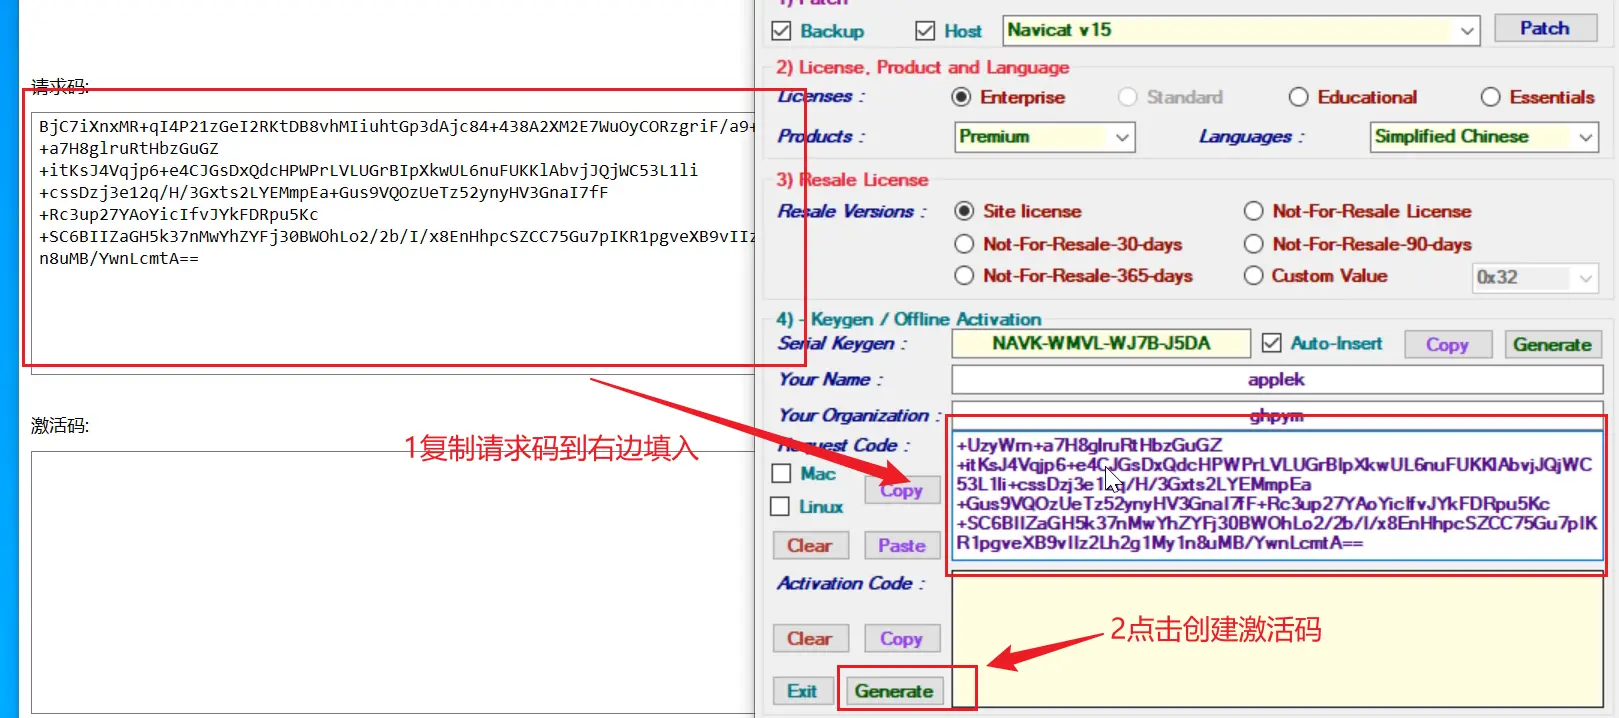 请求码:
BjC7iXnxMR+qI4P21zGeI2RKtDB8vhMIiuhtGp3dAjc84+438A2XM2E7WuOyCORzgriF/a9+
+a7H8glruRtHbzGuGZ
+itKsJ4Vqjp6+e4CJGsDxQdcHPWPrLVLUGrBIpXkwUL6nuFUKKlAbvjJQjWC53L1li
+cssDzj3e12q/H/3Gxts2LYEMmpEa+Gus9VQOzUeTz52ynyHV3GnaI7fF
+Rc3up27YAoYicIfvJYkFDRpu5Kc
+SC6BIIZaGH5k37nMwYhZYFj30BWOhLo2/2b/I/x8EnHhpcSZCC75Gu7pIKR1pgveXB9vIIz
n8uMB/YwnLcmtA==
激活码:
1复制请求码到右边填入
1) Patch
Backup Host Navicat v15 Patch
2) License, Product and Language
Licenses : Enterprise Standard Educational Essentials
Products : Premium Languages : Simplified Chinese
3) Resale License
Resale Versions : Site license Not-For-Resale License
Not-For-Resale-30-days Not-For-Resale-90-days
Not-For-Resale-365-days Custom Value 0x32
4) - Keygen / Offline Activation
Serial Keygen : NAVK-WMVL-WJ7B-J5DA Auto-Insert Copy Generate
Your Name : applek
Your Organization : ghpym
Request Code :
Mac
Linux
Copy
Clear Paste
+UzyWm+a7H8glruRtHbzGuGZ
+itKsJ4Vqjp6+e4CJGsDxQdcHPWPrLVLUGrBIpXkwUL6nuFUKKlAbvjJQjWC
53L1li+cssDzj3e12q/H/3Gxts2LYEMmpEa
+Gus9VQOzUeTz52ynyHV3GnaI7fF+Rc3up27YAoYicIfvJYkFDRpu5Kc
+SC6BIIZaGH5k37nMwYhZYFj30BWOhLo2/2b/I/x8EnHhpcSZCC75Gu7pIK
R1pgveXB9vIIz2Lh2g1My1n8uMB/YwnLcmtA==
Activation Code :
Clear Copy
2点击创建激活码
Exit Generate